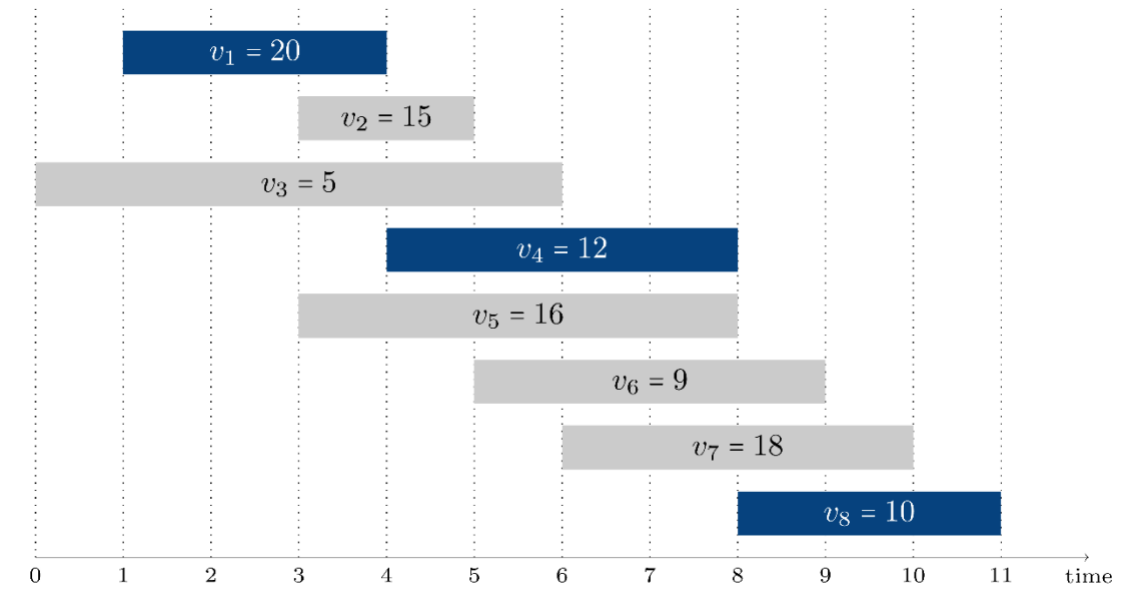 v₁ = 20
v₂ = 15
v₃ = 5
v₄ = 12
v₅ = 16
v₆ = 9
v₇ = 18
v₈ = 10
0 1 2 3 4 5 6 7 8 9 10 11 time